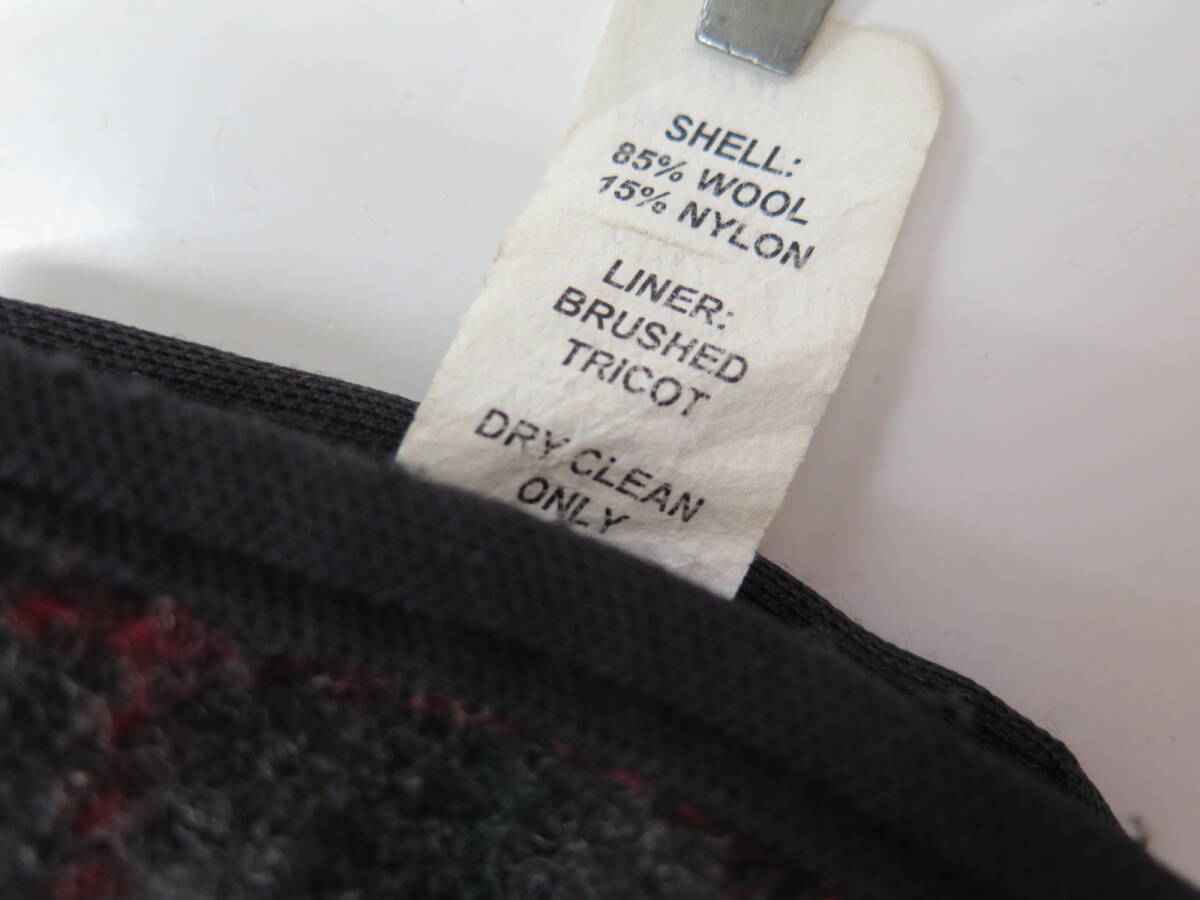 SHELL:
85% WOOL
15% NYLON
LINER:
BRUSHED
TRICOT
DRY CLEAN
ONLY